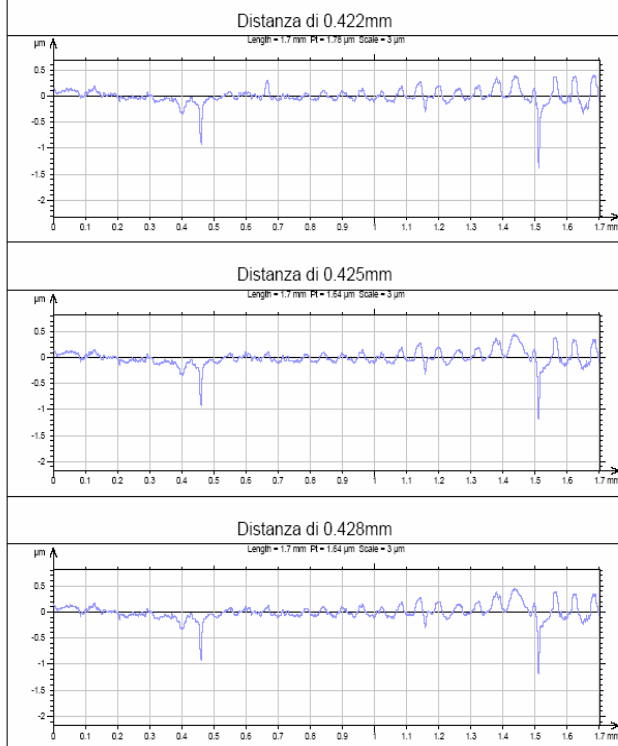 Distanza di 0.422mm
Length = 1.7 mm Pt = 1.78 µm Scale = 3 µm
µm
0.5
0
-0.5
-1
-1.5
-2
0 0.1 0.2 0.3 0.4 0.5 0.6 0.7 0.8 0.9 1 1.1 1.2 1.3 1.4 1.5 1.6 1.7 mm
Distanza di 0.425mm
Length = 1.7 mm Pt = 1.64 µm Scale = 3 µm
µm
0.5
0
-0.5
-1
-1.5
-2
0 0.1 0.2 0.3 0.4 0.5 0.6 0.7 0.8 0.9 1 1.1 1.2 1.3 1.4 1.5 1.6 1.7 mm
Distanza di 0.428mm
Length = 1.7 mm Pt = 1.64 µm Scale = 3 µm
µm
0.5
0
-0.5
-1
-1.5
-2
0 0.1 0.2 0.3 0.4 0.5 0.6 0.7 0.8 0.9 1 1.1 1.2 1.3 1.4 1.5 1.6 1.7 mm